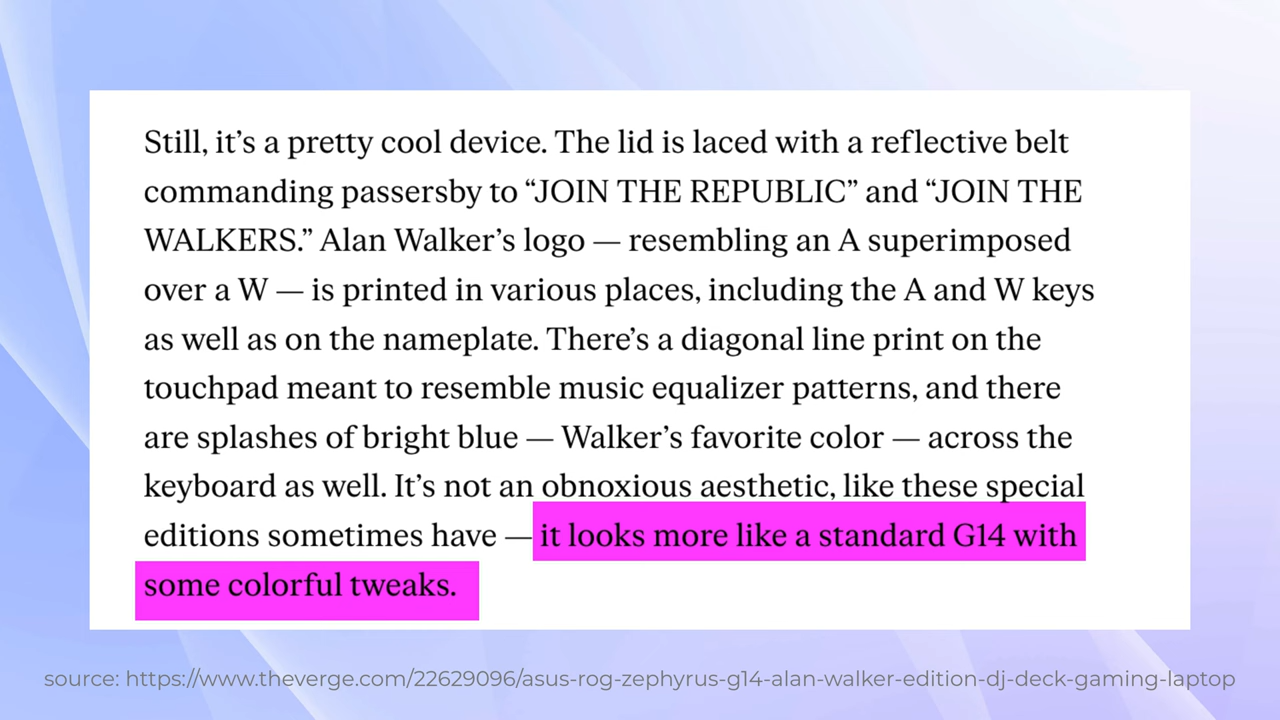 Still, it’s a pretty cool device. The lid is laced with a reflective belt
commanding passersby to “JOIN THE REPUBLIC” and “JOIN THE
WALKERS.” Alan Walker’s logo — resembling an A superimposed
over a W — is printed in various places, including the A and W keys
as well as on the nameplate. There’s a diagonal line print on the
touchpad meant to resemble music equalizer patterns, and there
are splashes of bright blue — Walker’s favorite color — across the
keyboard as well. It’s not an obnoxious aesthetic, like these special
editions sometimes have — it looks more like a standard G14 with
some colorful tweaks.
source: https://www.theverge.com/22629096/asus-rog-zephyrus-g14-alan-walker-edition-dj-deck-gaming-laptop